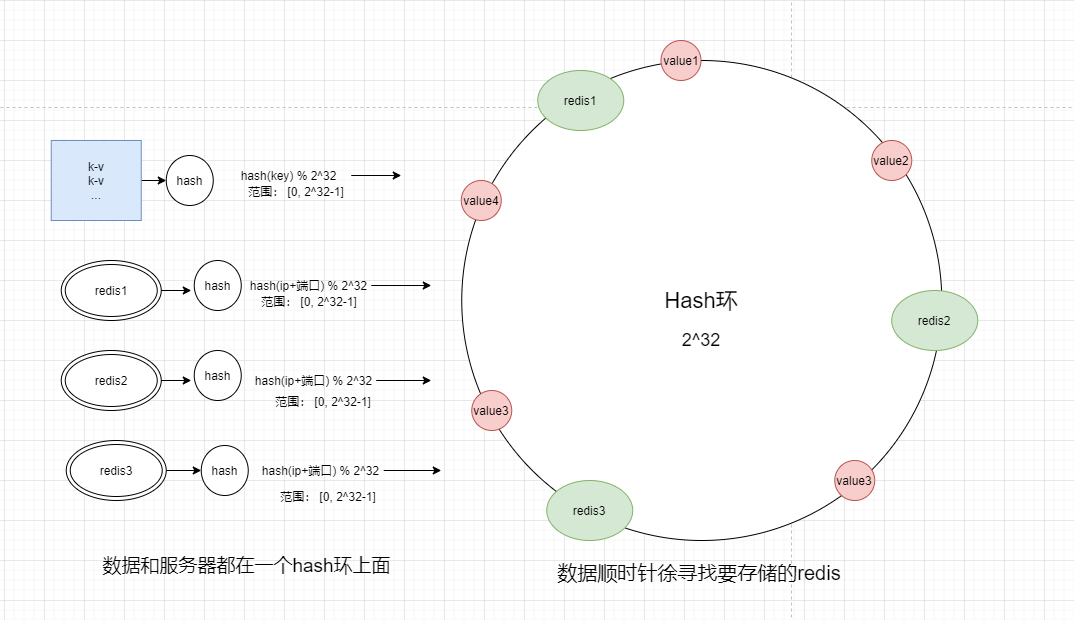 k-v
k-v
...
hash
hash(key) % 2^32
范围： [0, 2^32-1]
redis1
hash
hash(ip+端口) % 2^32
范围： [0, 2^32-1]
redis2
hash
hash(ip+端口) % 2^32
范围： [0, 2^32-1]
redis3
hash
hash(ip+端口) % 2^32
范围： [0, 2^32-1]
数据和服务器都在一个hash环上面
value1
redis1
value2
value4
Hash环
2^32
redis2
value3
value3
redis3
数据顺时针徐寻找要存储的redis